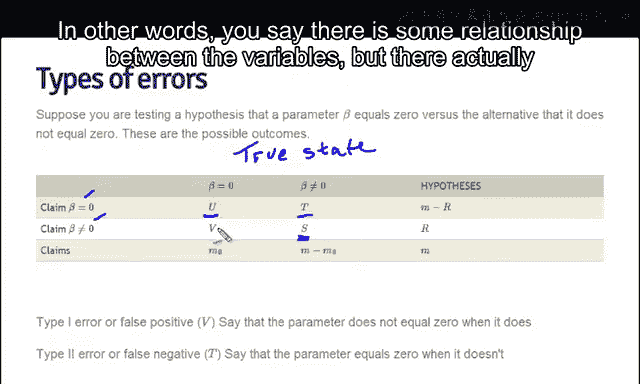 In other words, you say there is some relationship
between the variables, but there actually
Types of errors
Suppose you are testing a hypothesis that a parameter β equals zero versus the alternative that it does
not equal zero. These are the possible outcomes.
True state
β = 0 β ≠ 0 HYPOTHESES
Claim β = 0 U T m − R
Claim β ≠ 0 V S R
Claims m₀ m − m₀ m
Type I error or false positive (V) Say that the parameter does not equal zero when it does
Type II error or false negative (T) Say that the parameter equals zero when it doesn't